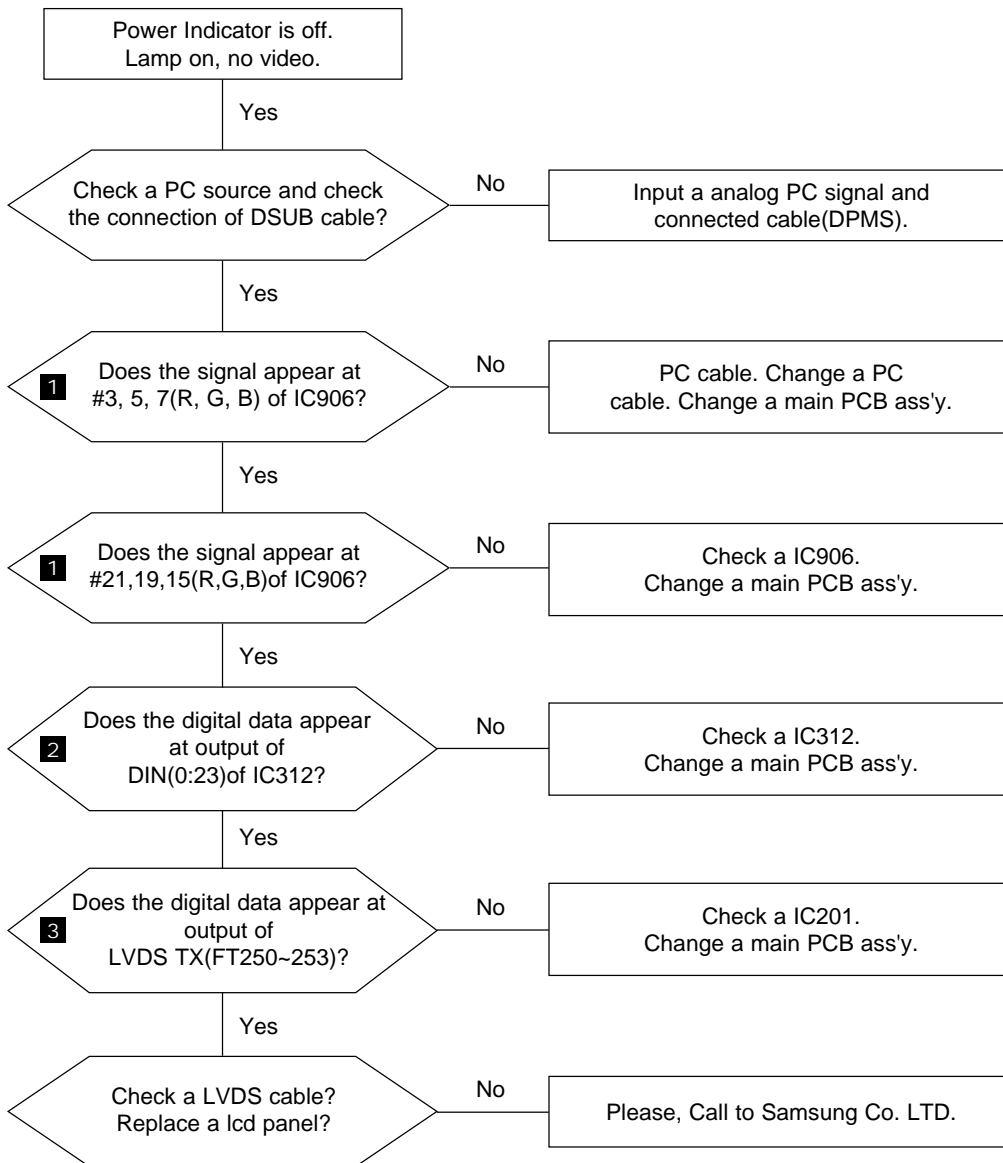 Power Indicator is off.
Lamp on, no video.
Yes
Check a PC source and check
the connection of DSUB cable?
No
Input a analog PC signal and
connected cable(DPMS).
Yes
1
Does the signal appear at
#3, 5, 7(R, G, B) of IC906?
No
PC cable. Change a PC
cable. Change a main PCB ass'y.
Yes
1
Does the signal appear at
#21,19,15(R,G,B)of IC906?
No
Check a IC906.
Change a main PCB ass'y.
Yes
2
Does the digital data appear
at output of
DIN(0:23)of IC312?
No
Check a IC312.
Change a main PCB ass'y.
Yes
3
Does the digital data appear at
output of
LVDS TX(FT250~253)?
No
Check a IC201.
Change a main PCB ass'y.
Yes
Check a LVDS cable?
Replace a lcd panel?
No
Please, Call to Samsung Co. LTD.